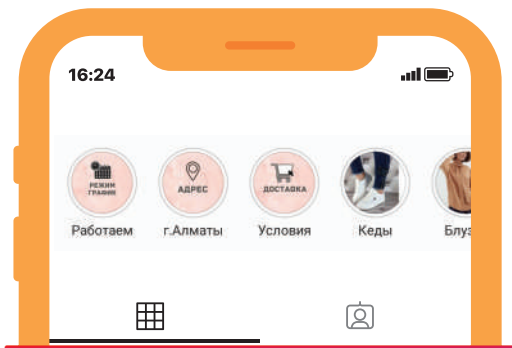 16:24
РЕЖИМ
ГРАФИК
АДРЕС
ДОСТАВКА
Работаем г.Алматы Условия Кеды Блуз